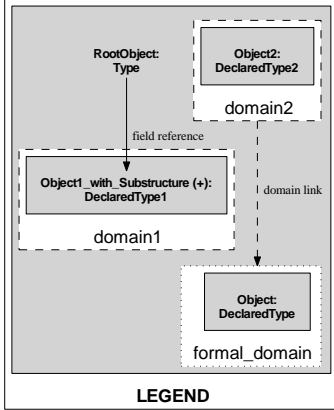 RootObject:
Type
Object2:
DeclaredType2
domain2
field reference
Object1_with_Substructure (+):
DeclaredType1
domain1
domain link
Object:
DeclaredType
formal_domain
LEGEND